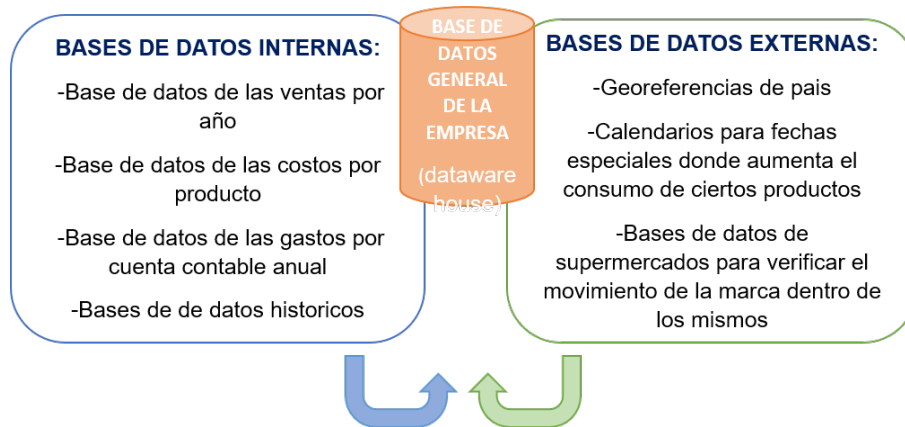 BASES DE DATOS INTERNAS:
-Base de datos de las ventas por
año
-Base de datos de las costos por
producto
-Base de datos de las gastos por
cuenta contable anual
-Bases de de datos historicos
BASE DE
DATOS
GENERAL
DE LA
EMPRESA
(dataware
house)
BASES DE DATOS EXTERNAS:
-Georeferencias de pais
-Calendarios para fechas
especiales donde aumenta el
consumo de ciertos productos
-Bases de datos de
supermercados para verificar el
movimiento de la marca dentro de
los mismos